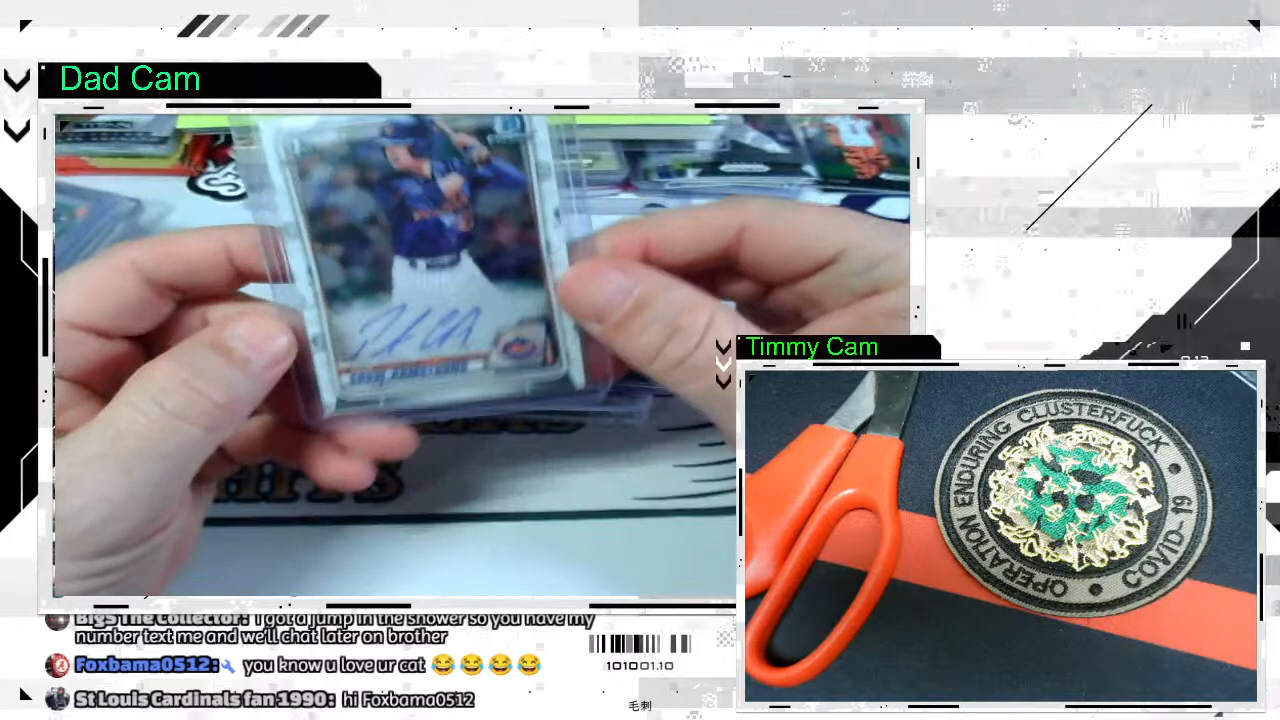 Dad Cam
Timmy Cam
OPERATION ENDURING CLUSTERFUCK
COVID-19
BigS The Collector: I got a jump in the shower so you have my
number text me and we'll chat later on brother
Foxbama0512: you know u love ur cat 😂😂😂😂
St Louis Cardinals fan 1990: hi Foxbama0512
101001.10
毛刺